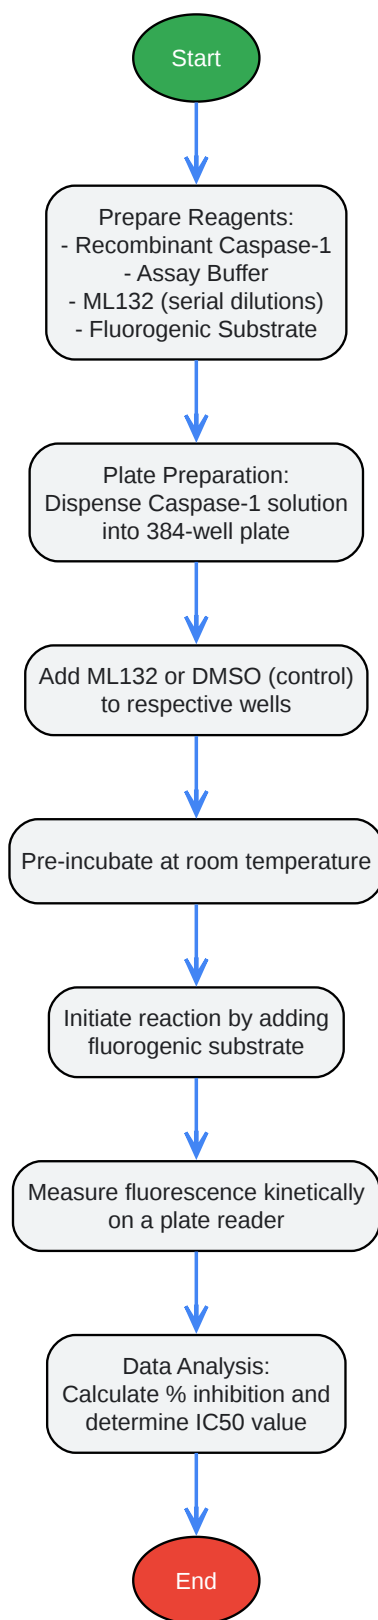 Start
Prepare Reagents:
- Recombinant Caspase-1
- Assay Buffer
- ML132 (serial dilutions)
- Fluorogenic Substrate
Plate Preparation:
Dispense Caspase-1 solution
into 384-well plate
Add ML132 or DMSO (control)
to respective wells
Pre-incubate at room temperature
Initiate reaction by adding
fluorogenic substrate
Measure fluorescence kinetically
on a plate reader
Data Analysis:
Calculate % inhibition and
determine IC50 value
End